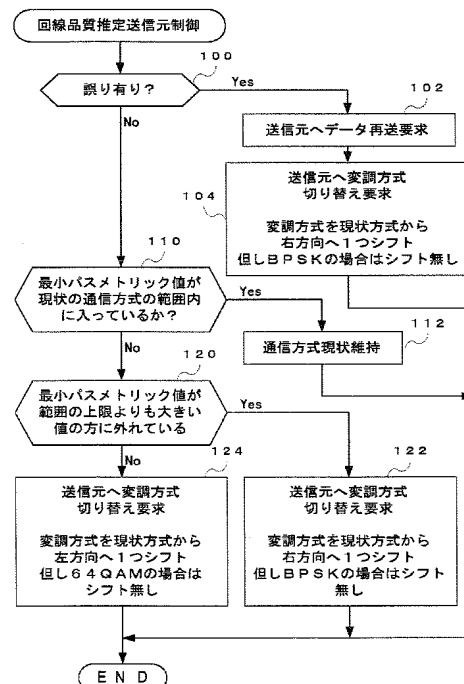 回線品質推定送信元制御
100
誤り有り？
Yes
No
102
送信元へデータ再送要求
104
送信元へ変調方式
切り替え要求
変調方式を現状方式から
右方向へ１つシフト
但しＢＰＳＫの場合はシフト無し
110
最小パスメトリック値が
現状の通信方式の範囲内
に入っているか？
Yes
No
112
通信方式現状維持
120
最小パスメトリック値が
範囲の上限よりも大きい
値の方に外れている
Yes
No
124
送信元へ変調方式
切り替え要求
変調方式を現状方式から
左方向へ１つシフト
但し６４ＱＡＭの場合は
シフト無し
122
送信元へ変調方式
切り替え要求
変調方式を現状方式から
右方向へ１つシフト
但しＢＰＳＫの場合はシフト
無し
ＥＮＤ